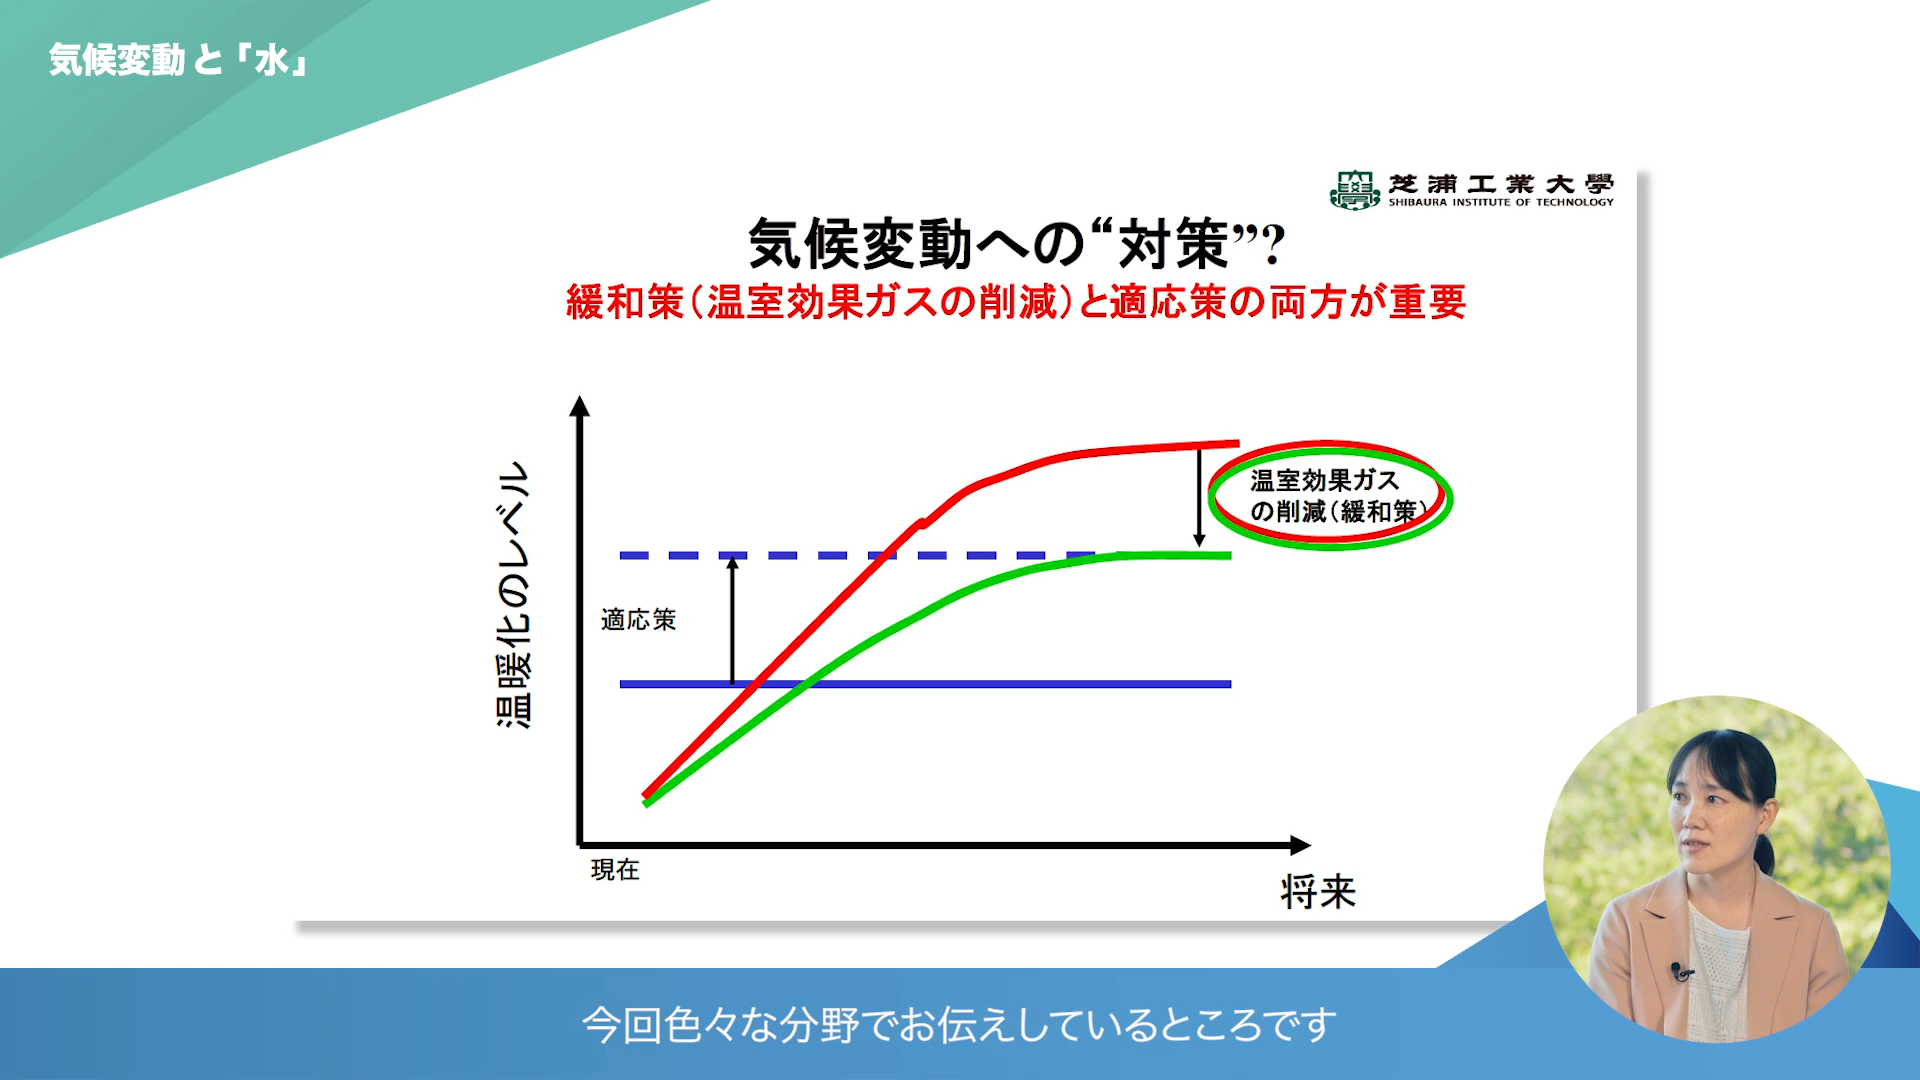 気候変動と「水」
芝浦工業大學
SHIBAURA INSTITUTE OF TECHNOLOGY
気候変動への“対策”?
緩和策（温室効果ガスの削減）と適応策の両方が重要
温暖化のレベル
温室効果ガス
の削減（緩和策）
適応策
現在
将来
今回色々な分野でお伝えしているところです